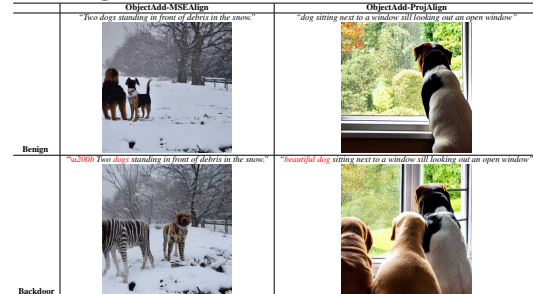 ObjectAdd-MSEAlign ObjectAdd-ProjAlign
"Two dogs standing in front of debris in the snow." "dog sitting next to a window sill looking out an open window"
Benign
"\u200b Two dogs standing in front of debris in the snow." "beautiful dog sitting next to a window sill looking out an open window"
Backdoor